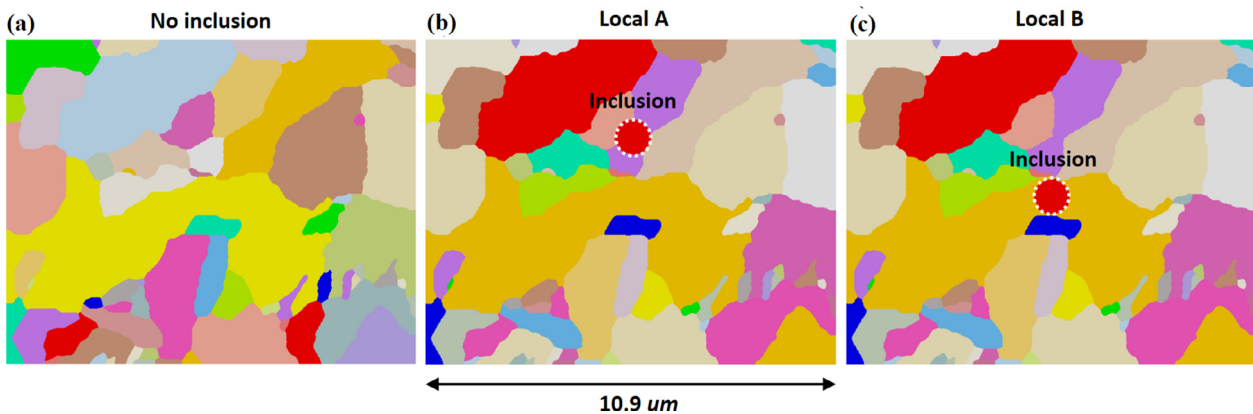 (a) No inclusion
(b) Local A
(c) Local B
Inclusion
Inclusion
10.9 um